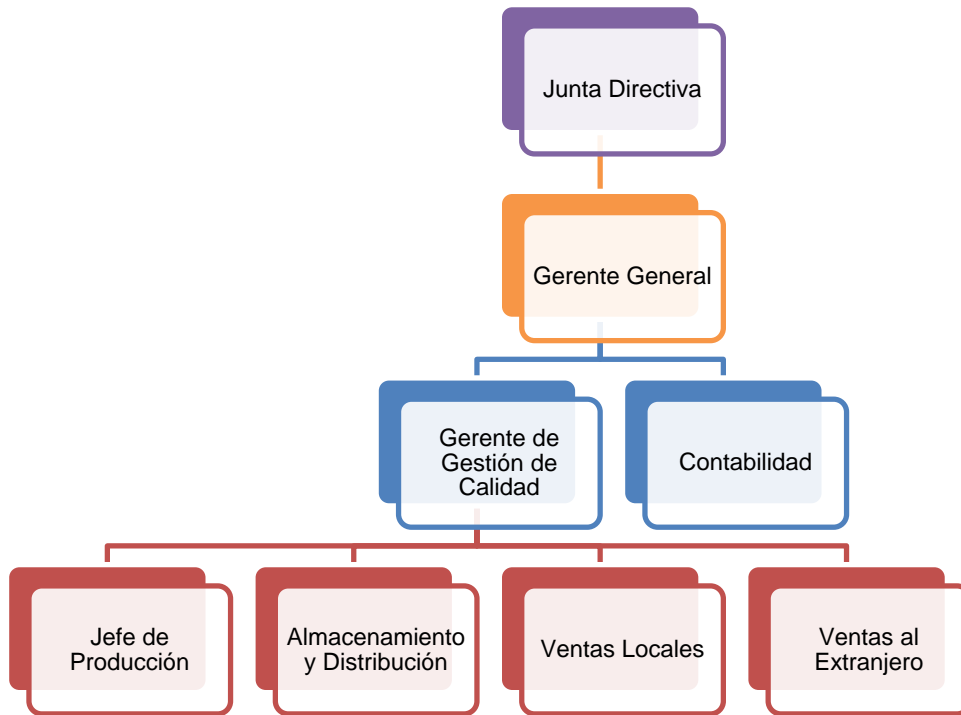 Junta Directiva
Gerente General
Gerente de
Gestión de
Calidad
Contabilidad
Jefe de
Producción
Almacenamiento
y Distribución
Ventas Locales
Ventas al
Extranjero